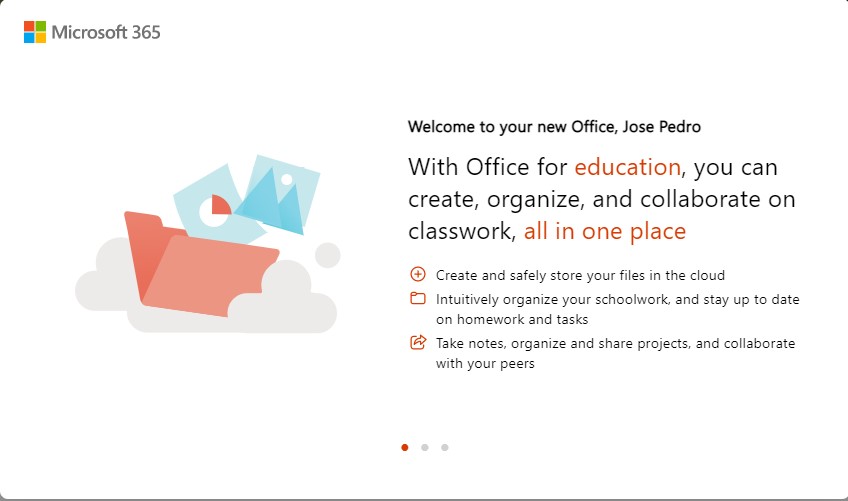 Microsoft 365
Welcome to your new Office, Jose Pedro
With Office for education, you can
create, organize, and collaborate on
classwork, all in one place
Create and safely store your files in the cloud
Intuitively organize your schoolwork, and stay up to date
on homework and tasks
Take notes, organize and share projects, and collaborate
with your peers